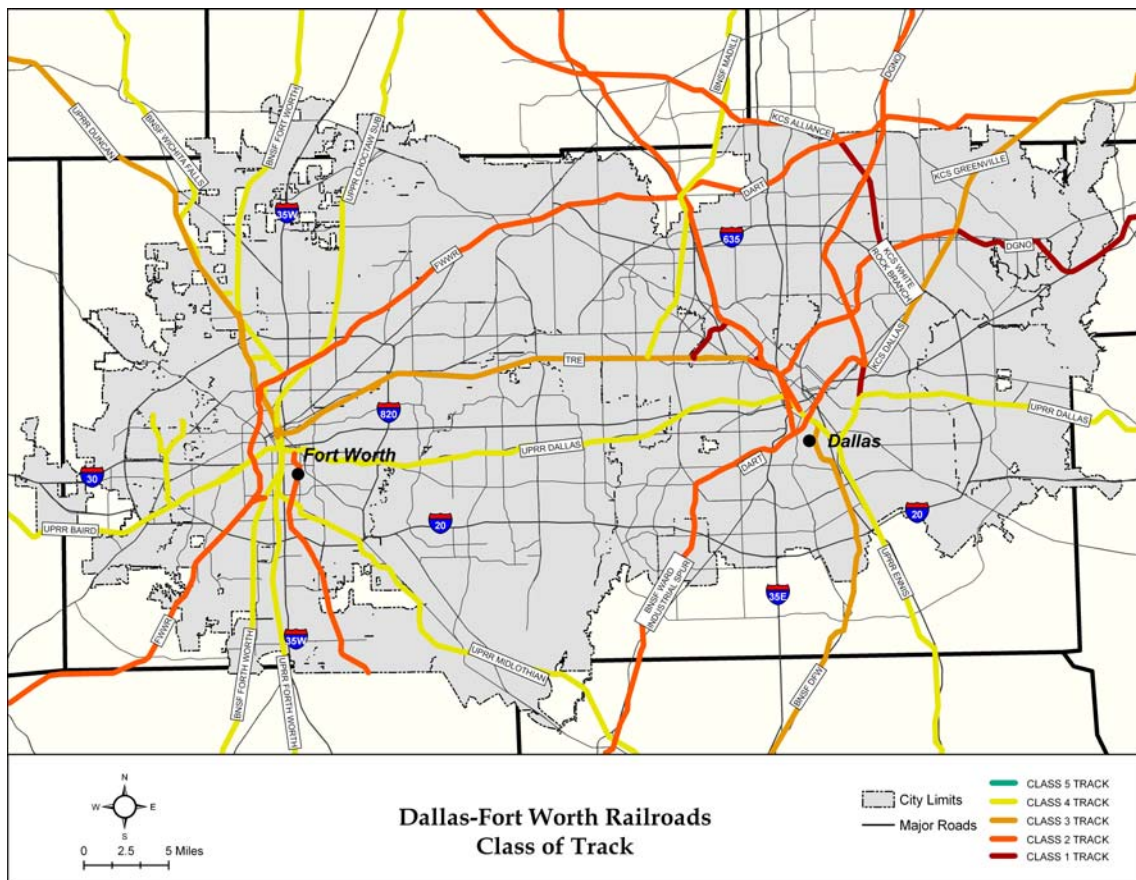 UPRR DUNCAN
BNSF WICHITA FALLS
BNSF FORT WORTH
UPPR CHOCTAW SUB
BNSF MADILL
DGNO
KCS ALLIANCE
KCS GREENVILLE
DART
35W
635
FWWR
KCS WHITE
ROCK BRANCH
DGNO
TRE
KCS DALLAS
820
UPRR DALLAS
UPRR DALLAS
Fort Worth
Dallas
30
DART
UPRR BAIRD
20
20
BNSF WARD
INDUSTRIAL SPUR
35E
UPRR ENNIS
FWWR
35W
BNSF FORTH WORTH
UPRR FORTH WORTH
UPRR MIDLOTHIAN
BNSF DFW
N
W
E
S
0 2.5 5 Miles
Dallas-Fort Worth Railroads
Class of Track
City Limits
Major Roads
CLASS 5 TRACK
CLASS 4 TRACK
CLASS 3 TRACK
CLASS 2 TRACK
CLASS 1 TRACK